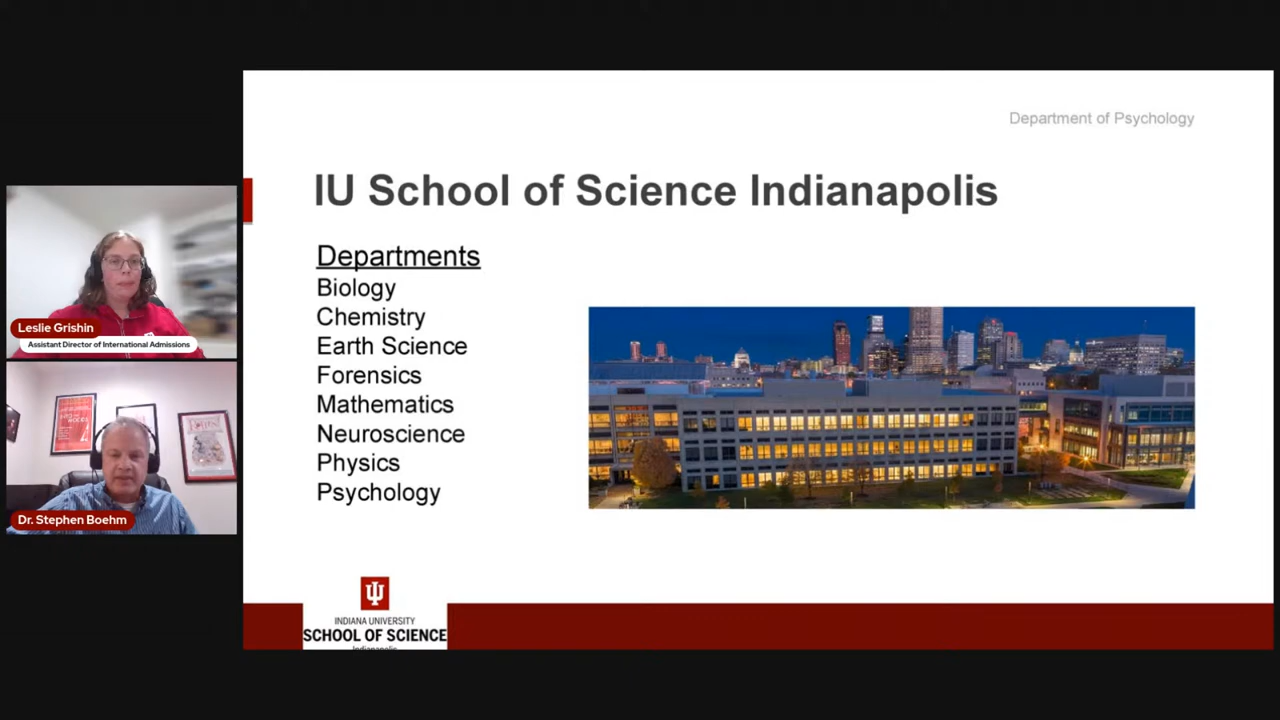 Department of Psychology
IU School of Science Indianapolis
Departments
Biology
Chemistry
Earth Science
Forensics
Mathematics
Neuroscience
Physics
Psychology
Leslie Grishin
Assistant Director of International Admissions
Dr. Stephen Boehm
INDIANA UNIVERSITY
SCHOOL OF SCIENCE
Indianapolis